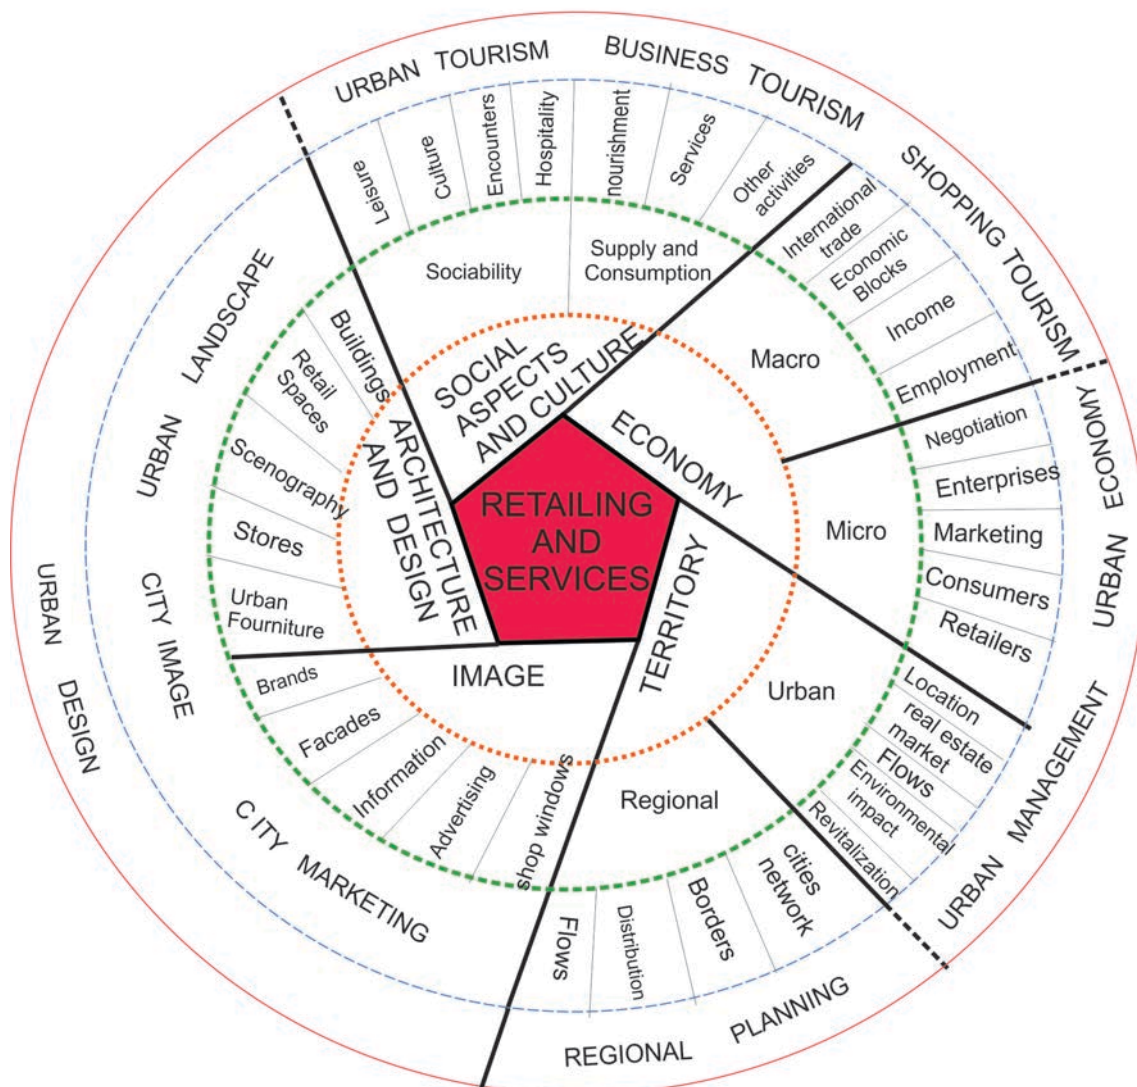 URBAN TOURISM
BUSINESS TOURISM
SHOPPING TOURISM
URBAN ECONOMY
URBAN MANAGEMENT
REGIONAL PLANNING
URBAN DESIGN
CITY MARKETING
CITY IMAGE
URBAN LANDSCAPE
Leisure
Culture
Encounters
Hospitality
nourishment
Services
Other
activities
International
trade
Economic
Blocks
Income
Employment
Negotiation
Enterprises
Marketing
Consumers
Retailers
Location
real estate
market
Flows
Environmental
impact
Revitalization
cities
network
Borders
Distribution
Flows
shop windows
Advertising
Information
Facades
Brands
Urban
Fourniture
Stores
Scenography
Retail
Spaces
Buildings
Sociability
Supply and
Consumption
Macro
Micro
Urban
Regional
SOCIAL
ASPECTS
AND CULTURE
ECONOMY
TERRITORY
IMAGE
ARCHITECTURE
AND DESIGN
RETAILING
AND
SERVICES